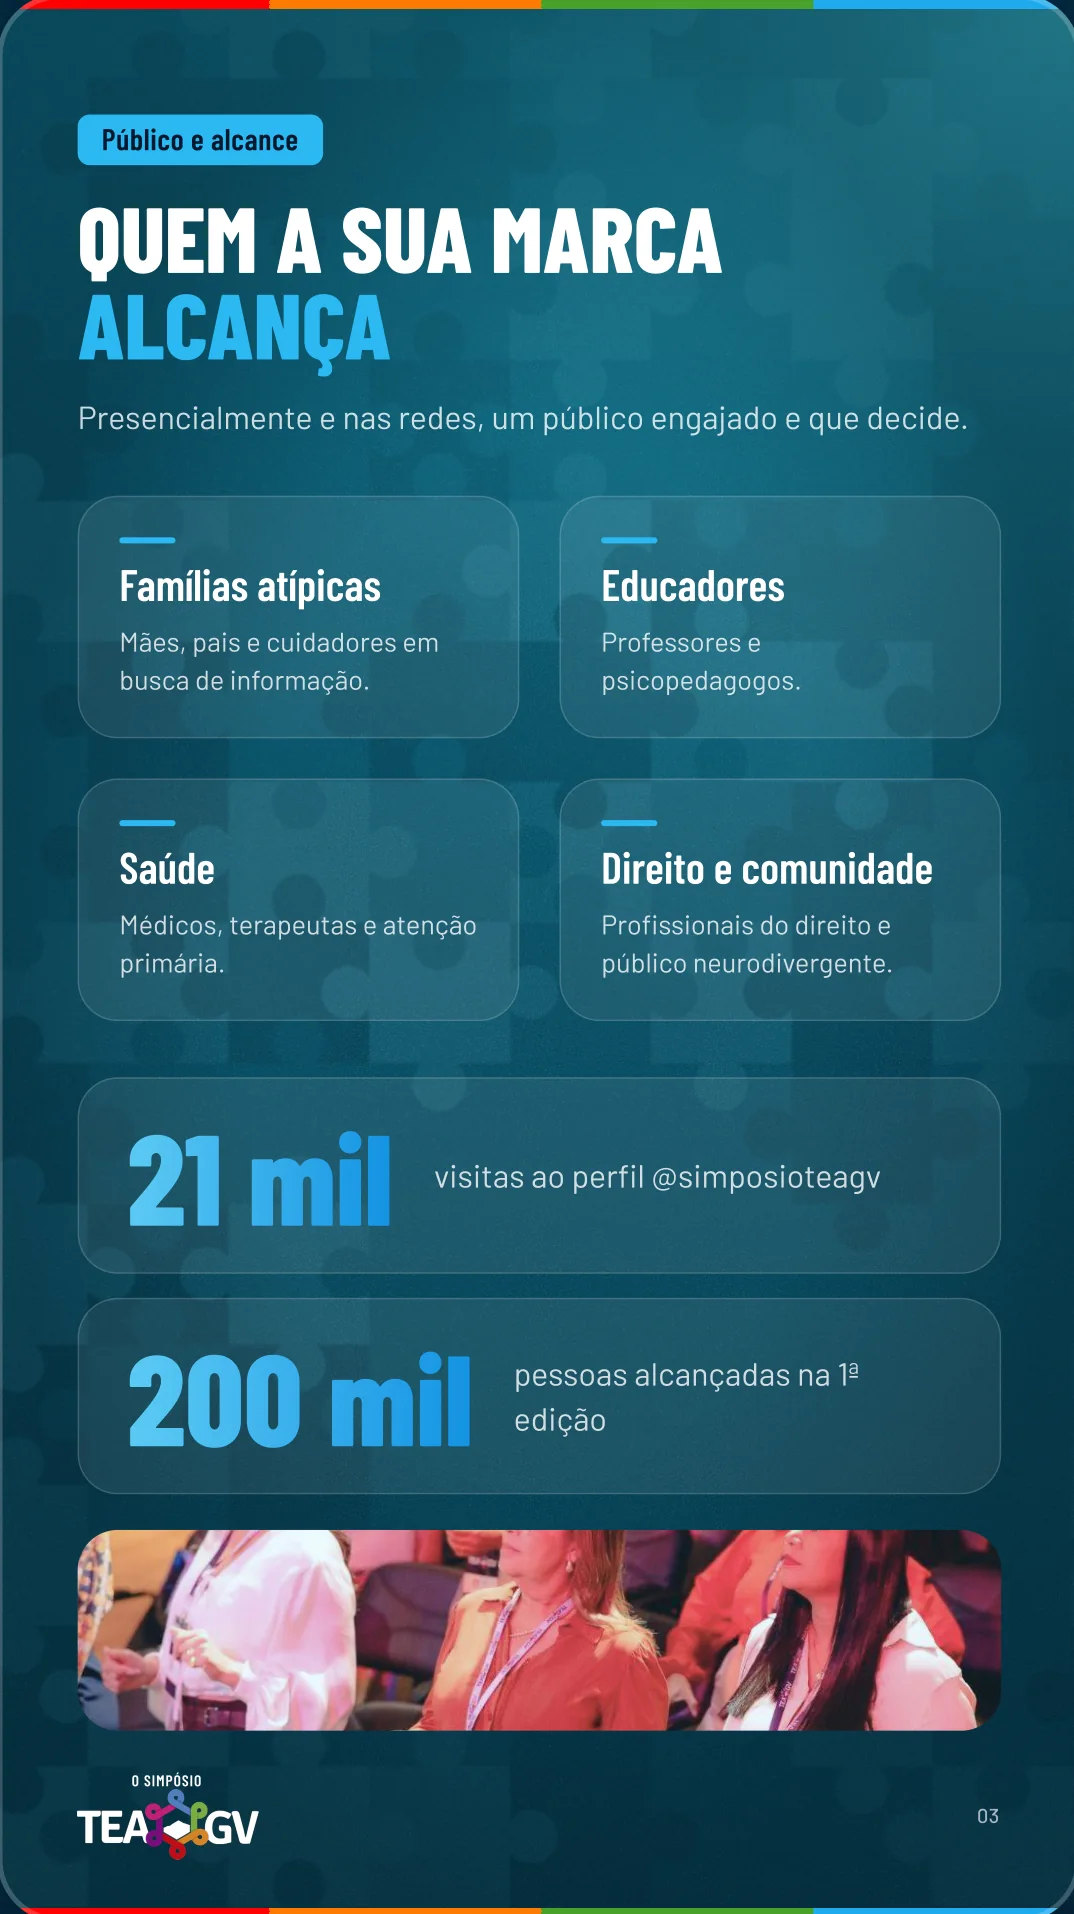 Público e alcance
QUEM A SUA MARCA
ALCANÇA
Presencialmente e nas redes, um público engajado e que decide.
Famílias atípicas
Mães, pais e cuidadores em
busca de informação.
Educadores
Professores e
psicopedagogos.
Saúde
Médicos, terapeutas e atenção
primária.
Direito e comunidade
Profissionais do direito e
público neurodivergente.
21 mil
visitas ao perfil @simposioteagv
200 mil
pessoas alcançadas na 1ª
edição
O SIMPÓSIO
TEA GV
03